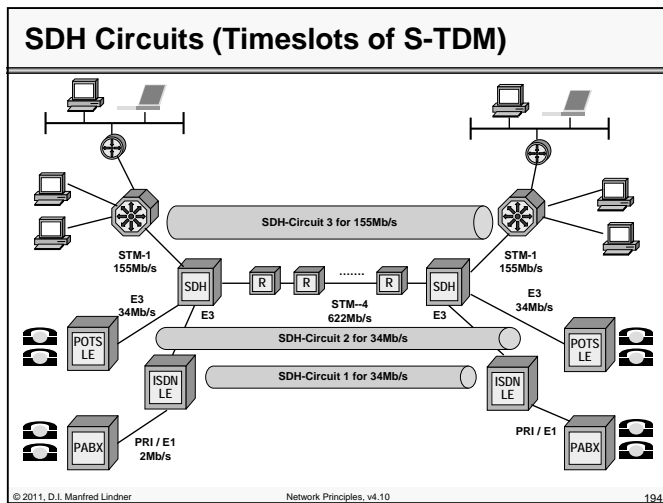 SDH Circuits (Timeslots of S-TDM)
SDH-Circuit 3 for 155Mb/s
STM-1
155Mb/s
STM-1
155Mb/s
SDH
R
R
.......
R
SDH
E3
34Mb/s
E3
STM--4
622Mb/s
E3
E3
34Mb/s
POTS
LE
SDH-Circuit 2 for 34Mb/s
POTS
LE
ISDN
LE
SDH-Circuit 1 for 34Mb/s
ISDN
LE
PABX
PRI / E1
2Mb/s
PRI / E1
PABX
© 2011, D.I. Manfred Lindner
Network Principles, v4.10
194